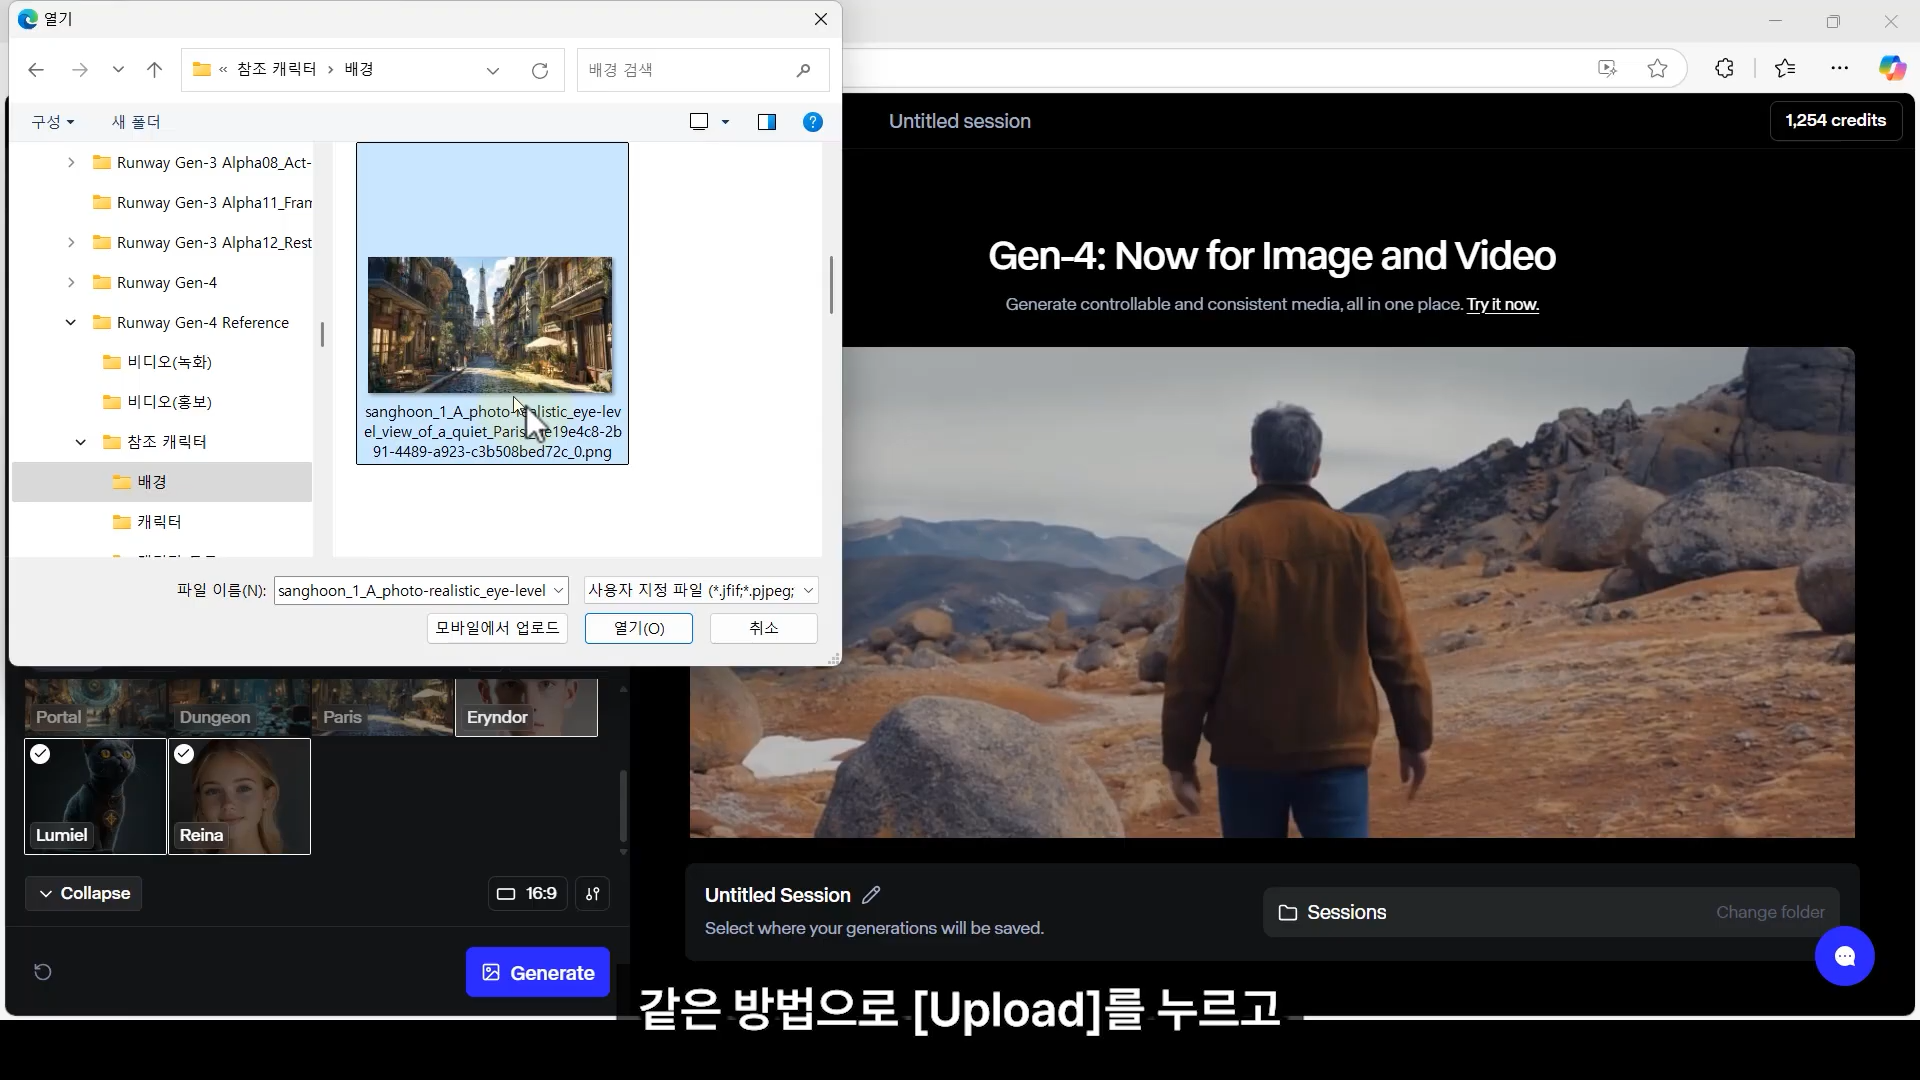 열기
« 참조 캐릭터 › 배경
배경 검색
구성
새 폴더
Runway Gen-3 Alpha08_Act-
Runway Gen-3 Alpha11_Fram
Runway Gen-3 Alpha12_Rest
Runway Gen-4
Runway Gen-4 Reference
비디오(녹화)
비디오(홍보)
참조 캐릭터
배경
캐릭터
sanghoon_1_A_photo-realistic_eye-lev
el_view_of_a_quiet_Paris
e19e4c8-2b
91-4489-a923-c3b508bed72c_0.png
파일 이름(N):
sanghoon_1_A_photo-realistic_eye-level
사용자 지정 파일 (*.jfif;*.pjpeg;
모바일에서 업로드
열기(O)
취소
Untitled session
1,254 credits
Gen-4: Now for Image and Video
Generate controllable and consistent media, all in one place. Try it now.
Portal
Dungeon
Paris
Eryndor
Lumiel
Reina
Collapse
16:9
Generate
Untitled Session
Select where your generations will be saved.
Sessions
Change folder
같은 방법으로 [Upload]를 누르고